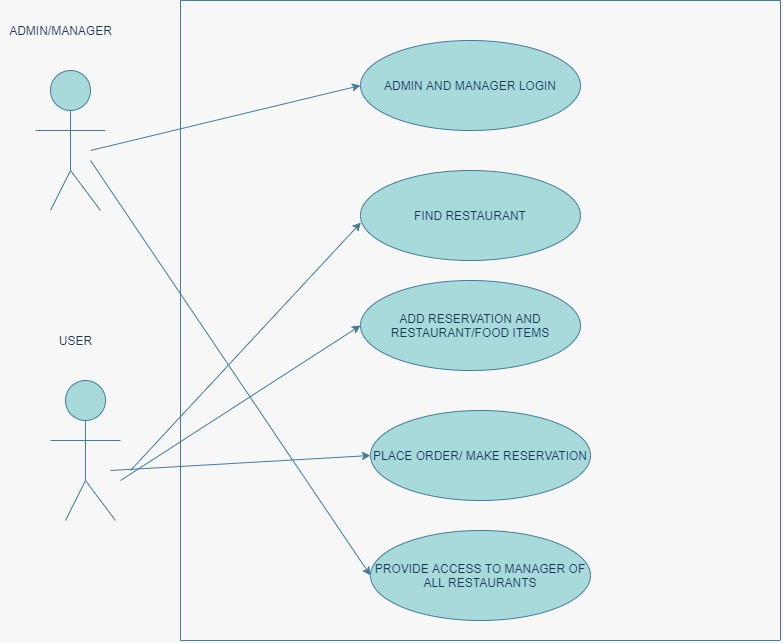 ADMIN/MANAGER
ADMIN AND MANAGER LOGIN
FIND RESTAURANT
ADD RESERVATION AND
RESTAURANT/FOOD ITEMS
USER
PLACE ORDER/ MAKE RESERVATION
PROVIDE ACCESS TO MANAGER OF
ALL RESTAURANTS